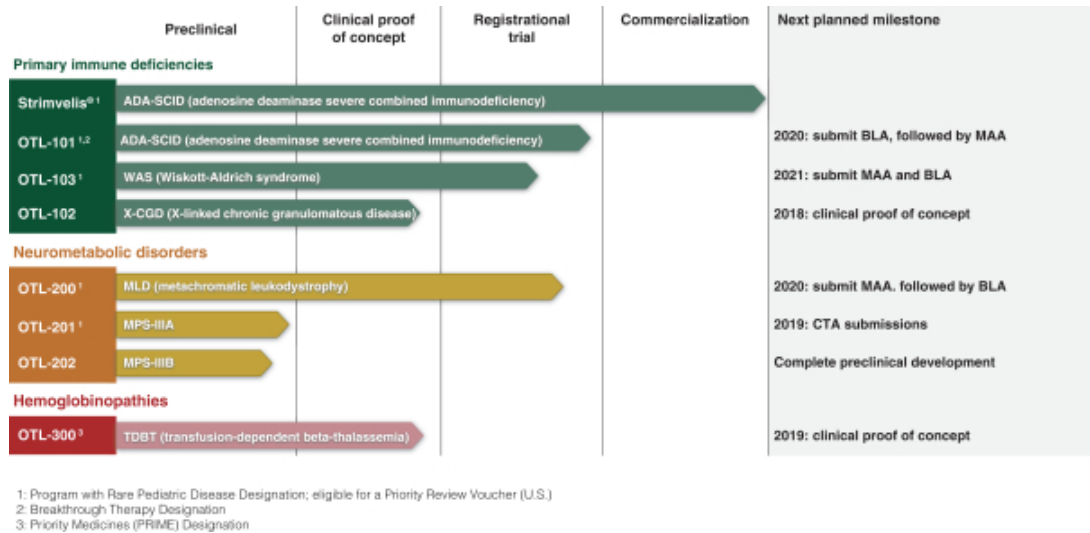 Preclinical
Clinical proof
of concept
Registrational
trial
Commercialization
Next planned milestone
Primary immune deficiencies
Strimvelis® 1 ADA-SCID (adenosine deaminase severe combined immunodeficiency)
OTL-101 1,2 ADA-SCID (adenosine deaminase severe combined immunodeficiency) 2020: submit BLA, followed by MAA
OTL-103 1 WAS (Wiskott-Aldrich syndrome) 2021: submit MAA and BLA
OTL-102 X-CGD (X-linked chronic granulomatous disease) 2018: clinical proof of concept
Neurometabolic disorders
OTL-200 1 MLD (metachromatic leukodystrophy) 2020: submit MAA. followed by BLA
OTL-201 1 MPS-IIIA 2019: CTA submissions
OTL-202 MPS-IIIB Complete preclinical development
Hemoglobinopathies
OTL-300 3 TDBT (transfusion-dependent beta-thalassemia) 2019: clinical proof of concept
1: Program with Rare Pediatric Disease Designation; eligible for a Priority Review Voucher (U.S.)
2: Breakthrough Therapy Designation
3: Priority Medicines (PRIME) Designation